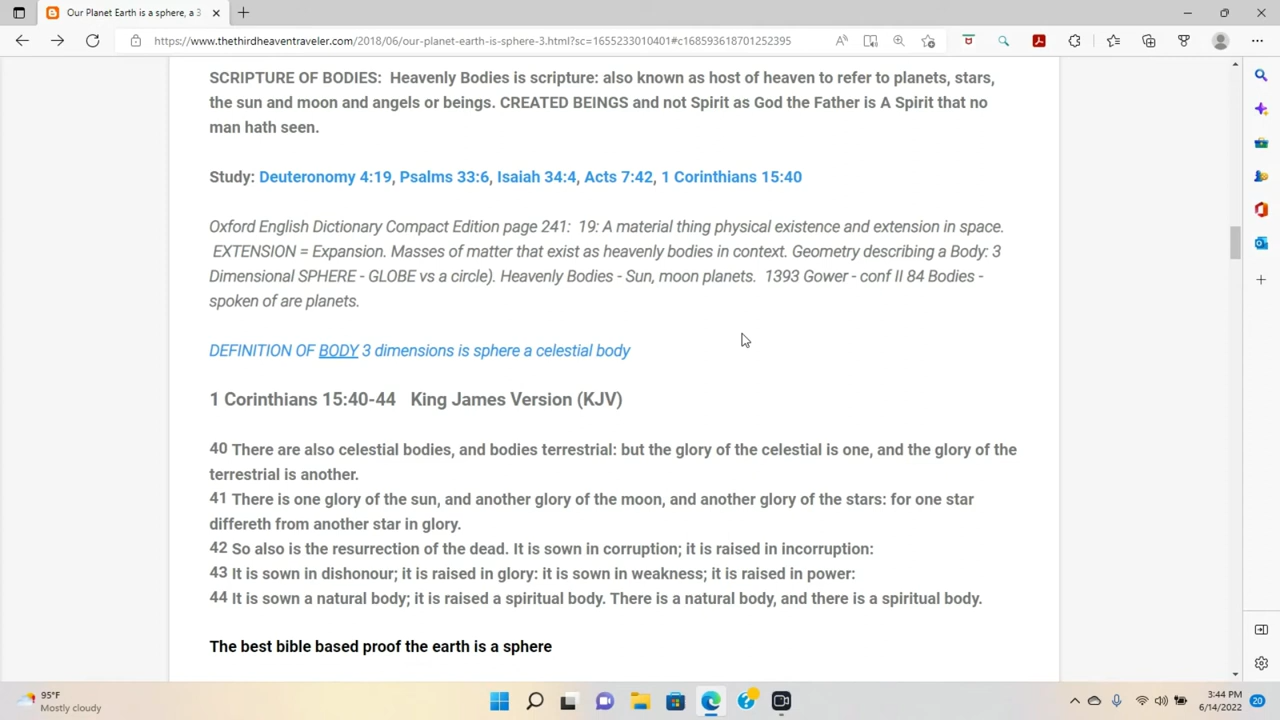 Our Planet Earth is a sphere, a 3
https://www.thethirdheaventraveler.com/2018/06/our-planet-earth-is-sphere-3.html?sc=1655233010401#c168593618701252395
SCRIPTURE OF BODIES:  Heavenly Bodies is scripture: also known as host of heaven to refer to planets, stars,
the sun and moon and angels or beings. CREATED BEINGS and not Spirit as God the Father is A Spirit that no
man hath seen.
Study: Deuteronomy 4:19, Psalms 33:6, Isaiah 34:4, Acts 7:42, 1 Corinthians 15:40
Oxford English Dictionary Compact Edition page 241:  19: A material thing physical existence and extension in space.
EXTENSION = Expansion. Masses of matter that exist as heavenly bodies in context. Geometry describing a Body: 3
Dimensional SPHERE - GLOBE vs a circle). Heavenly Bodies - Sun, moon planets.  1393 Gower - conf II 84 Bodies -
spoken of are planets.
DEFINITION OF BODY 3 dimensions is sphere a celestial body
1 Corinthians 15:40-44   King James Version (KJV)
40 There are also celestial bodies, and bodies terrestrial: but the glory of the celestial is one, and the glory of the
terrestrial is another.
41 There is one glory of the sun, and another glory of the moon, and another glory of the stars: for one star
differeth from another star in glory.
42 So also is the resurrection of the dead. It is sown in corruption; it is raised in incorruption:
43 It is sown in dishonour; it is raised in glory: it is sown in weakness; it is raised in power:
44 It is sown a natural body; it is raised a spiritual body. There is a natural body, and there is a spiritual body.
The best bible based proof the earth is a sphere
95°F
Mostly cloudy
3:44 PM
6/14/2022
20